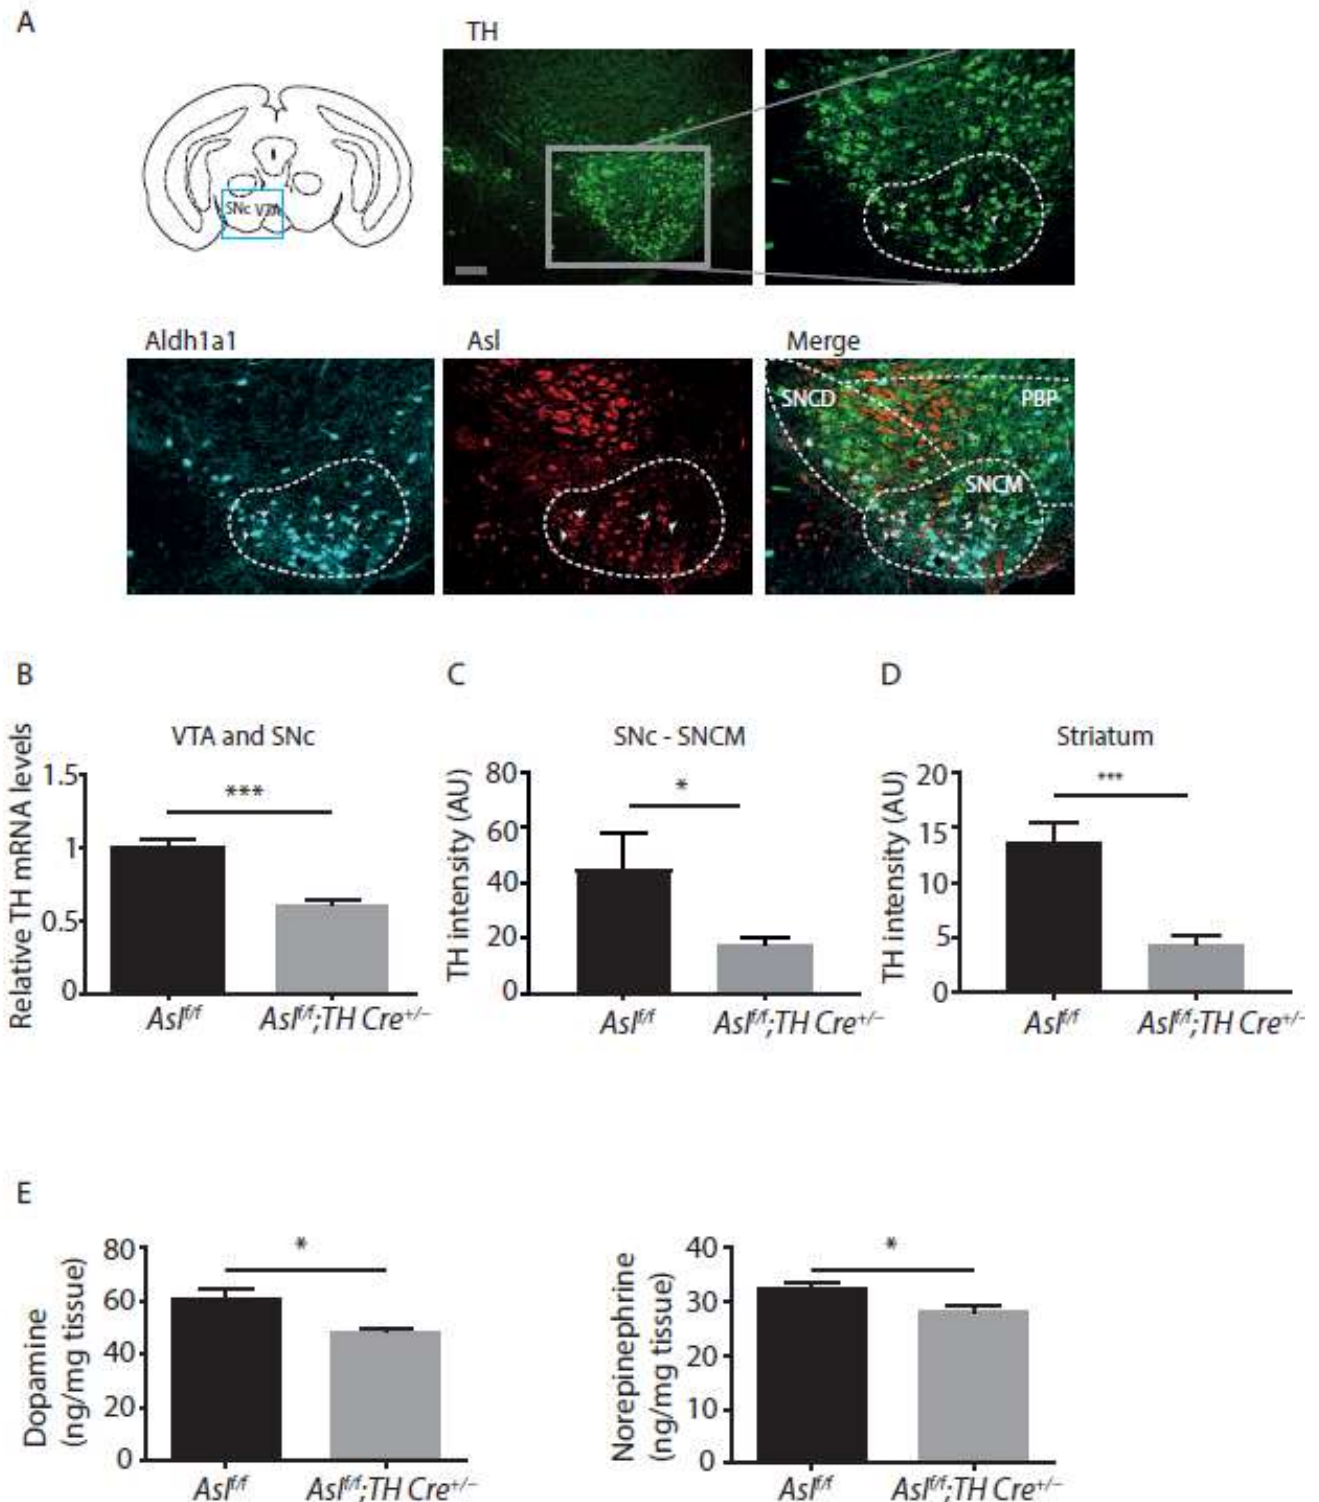 A
TH
SNc VTA
Aldh1a1
Asl
Merge
SNCD
PBP
SNCM
B
C
D
VTA and SNc
SNc - SNCM
Striatum
Relative TH mRNA levels
1.5
1
0.5
0
***
Asl^f/f
Asl^f/f;TH Cre^+/−
TH intensity (AU)
80
60
40
20
0
*
Asl^f/f
Asl^f/f;TH Cre^+/−
TH intensity (AU)
20
15
10
5
0
***
Asl^f/f
Asl^f/f;TH Cre^+/−
E
Dopamine
(ng/mg tissue)
80
60
40
20
0
*
Asl^f/f
Asl^f/f;TH Cre^+/−
Norepinephrine
(ng/mg tissue)
40
30
20
10
0
*
Asl^f/f
Asl^f/f;TH Cre^+/−